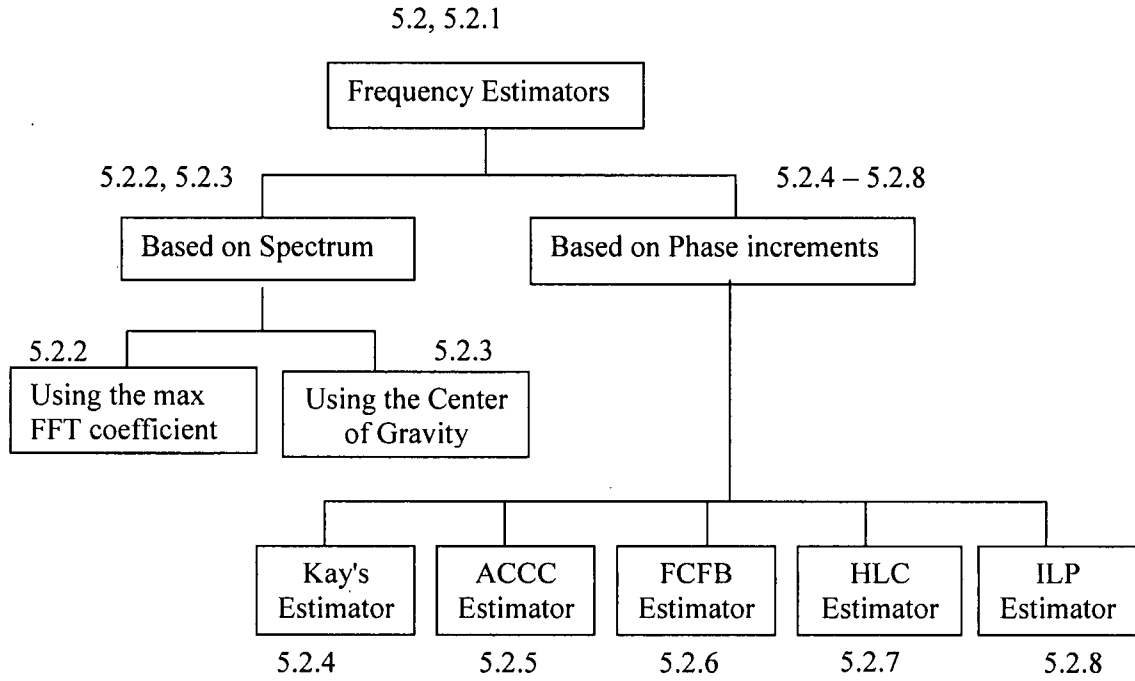 5.2, 5.2.1
Frequency Estimators
5.2.2, 5.2.3
5.2.4 – 5.2.8
Based on Spectrum
Based on Phase increments
5.2.2
5.2.3
Using the max
FFT coefficient
Using the Center
of Gravity
Kay's
Estimator
ACCC
Estimator
FCFB
Estimator
HLC
Estimator
ILP
Estimator
5.2.4
5.2.5
5.2.6
5.2.7
5.2.8